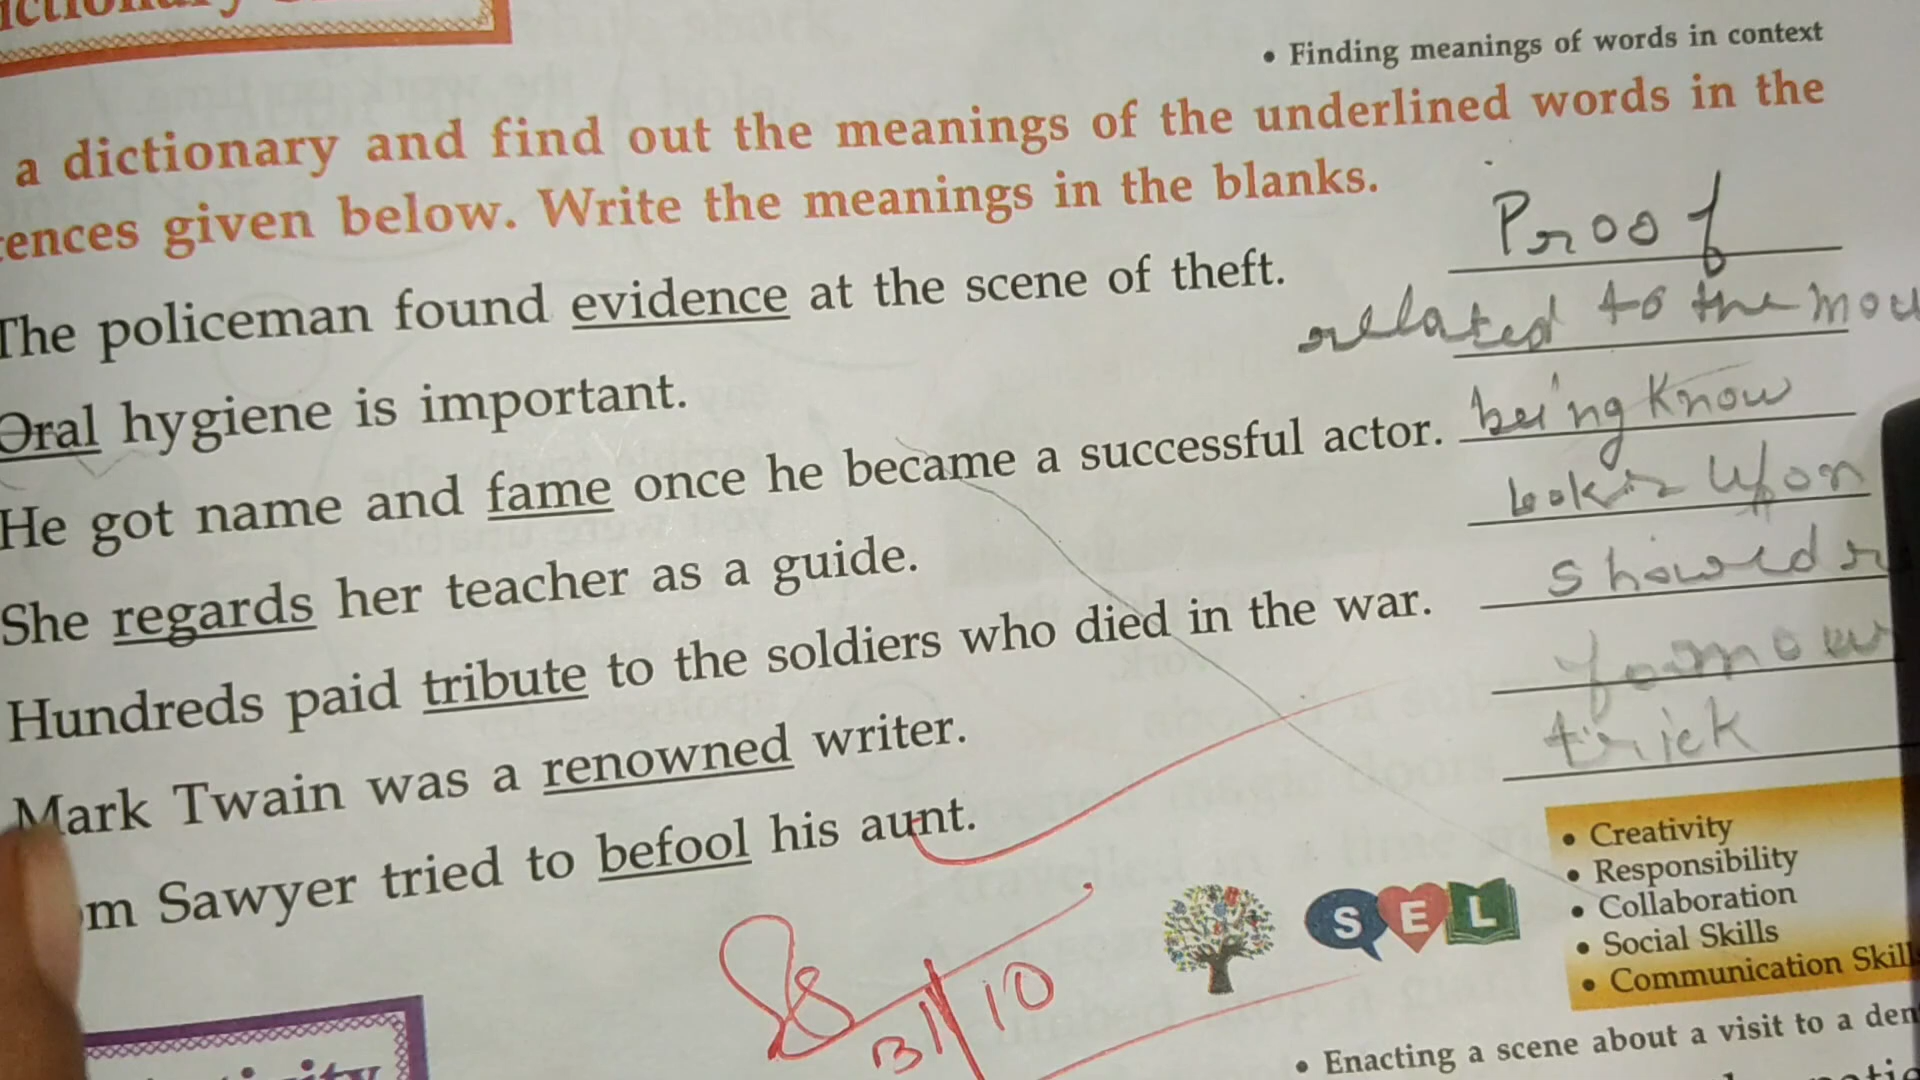 • Finding meanings of words in context
a dictionary and find out the meanings of the underlined words in the
ences given below. Write the meanings in the blanks.
The policeman found evidence at the scene of theft. Proof
Oral hygiene is important. related to the mou
He got name and fame once he became a successful actor. being know
She regards her teacher as a guide. upon
Hundreds paid tribute to the soldiers who died in the war. showed
Mark Twain was a renowned writer.
om Sawyer tried to befool his aunt. trick
31/10
S E L
• Creativity
• Responsibility
• Collaboration
• Social Skills
• Communication Skill
• Enacting a scene about a visit to a den